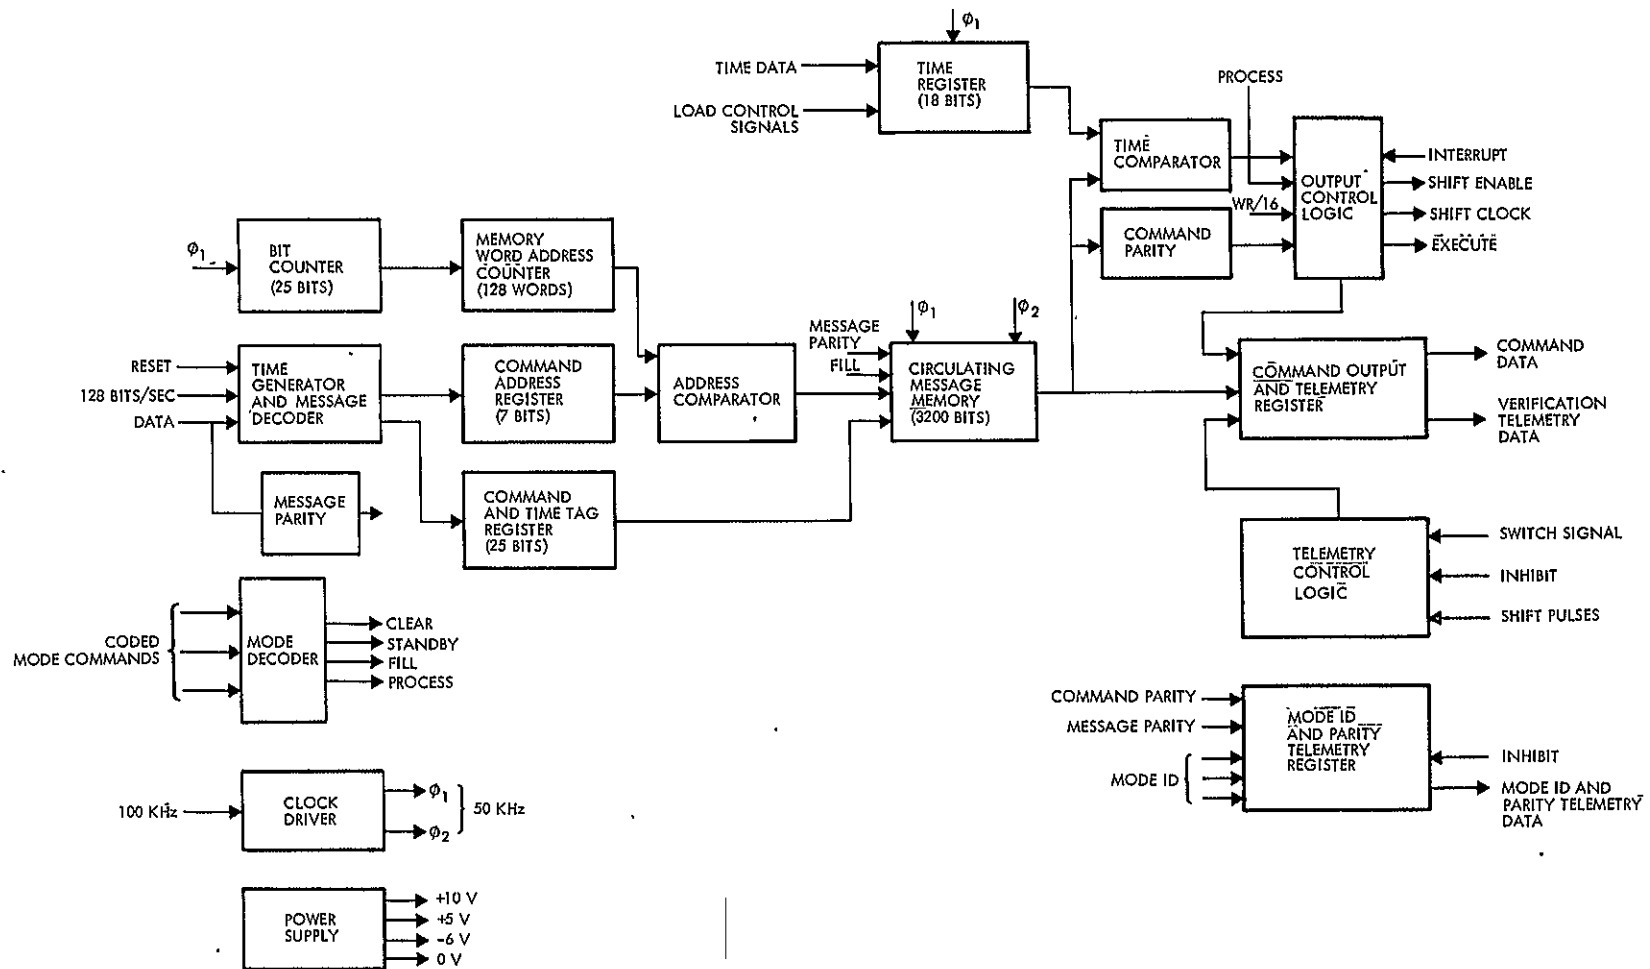 ϕ1
TIME DATA
LOAD CONTROL
SIGNALS
TIME
REGISTER
(18 BITS)
PROCESS
TIME
COMPARATOR
WR/16
COMMAND
PARITY
OUTPUT
CONTROL
LOGIC
INTERRUPT
SHIFT ENABLE
SHIFT CLOCK
EXECUTE
ϕ1
BIT
COUNTER
(25 BITS)
MEMORY
WORD ADDRESS
COUNTER
(128 WORDS)
RESET
128 BITS/SEC
DATA
TIME
GENERATOR
AND MESSAGE
DECODER
COMMAND
ADDRESS
REGISTER
(7 BITS)
ADDRESS
COMPARATOR
MESSAGE
PARITY
FILL
ϕ1
ϕ2
CIRCULATING
MESSAGE
MEMORY
(3200 BITS)
COMMAND OUTPUT
AND TELEMETRY
REGISTER
COMMAND
DATA
VERIFICATION
TELEMETRY
DATA
MESSAGE
PARITY
COMMAND
AND TIME TAG
REGISTER
(25 BITS)
TELEMETRY
CONTROL
LOGIC
SWITCH SIGNAL
INHIBIT
SHIFT PULSES
CODED
MODE COMMANDS
MODE
DECODER
CLEAR
STANDBY
FILL
PROCESS
COMMAND PARITY
MESSAGE PARITY
MODE ID
MODE ID
AND PARITY
TELEMETRY
REGISTER
INHIBIT
MODE ID AND
PARITY TELEMETRY
DATA
100 KHz
CLOCK
DRIVER
ϕ1
ϕ2
50 KHz
POWER
SUPPLY
+10 V
+5 V
-6 V
0 V